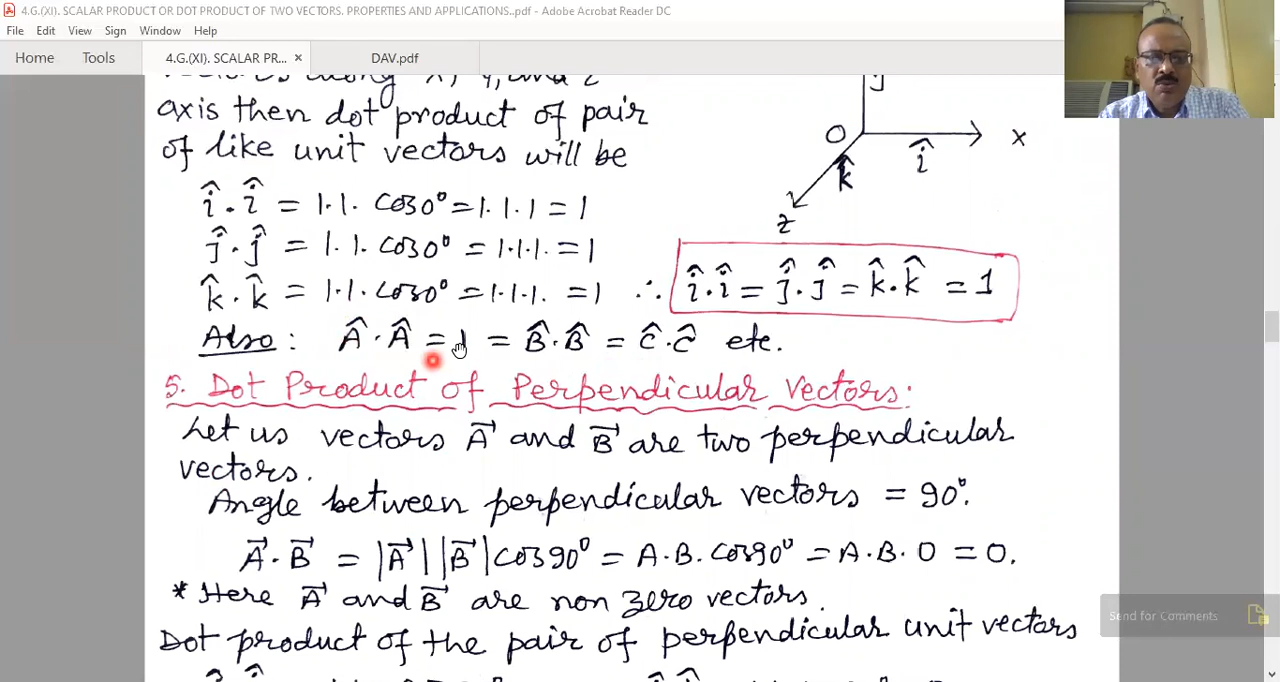 4.G.(XI). SCALAR PRODUCT OR DOT PRODUCT OF TWO VECTORS. PROPERTIES AND APPLICATIONS..pdf - Adobe Acrobat Reader DC
File Edit View Sign Window Help
Home Tools 4.G.(XI). SCALAR PR... × DAV.pdf
axis then dot product of pair
of like unit vectors will be
î.î = 1.1. cos0° = 1.1.1 = 1
ĵ.ĵ = 1.1. cos0° = 1.1.1. = 1
k̂.k̂ = 1.1.cos0° = 1.1.1. = 1 ∴ î.î = ĵ.ĵ = k̂.k̂ = 1
y
O
X
î
k̂
Z
Also: Â.Â = 1 = B̂.B̂ = Ĉ.Ĉ etc.
5. Dot Product of Perpendicular Vectors:
Let us vectors A⃗ and B⃗ are two perpendicular
vectors.
Angle between perpendicular vectors = 90°.
A⃗.B⃗ = |A⃗||B⃗|cos90° = A.B.cos90° = A.B.0 = 0.
* Here A⃗ and B⃗ are non zero vectors.
Dot product of the pair of perpendicular unit vectors
Send for Comments